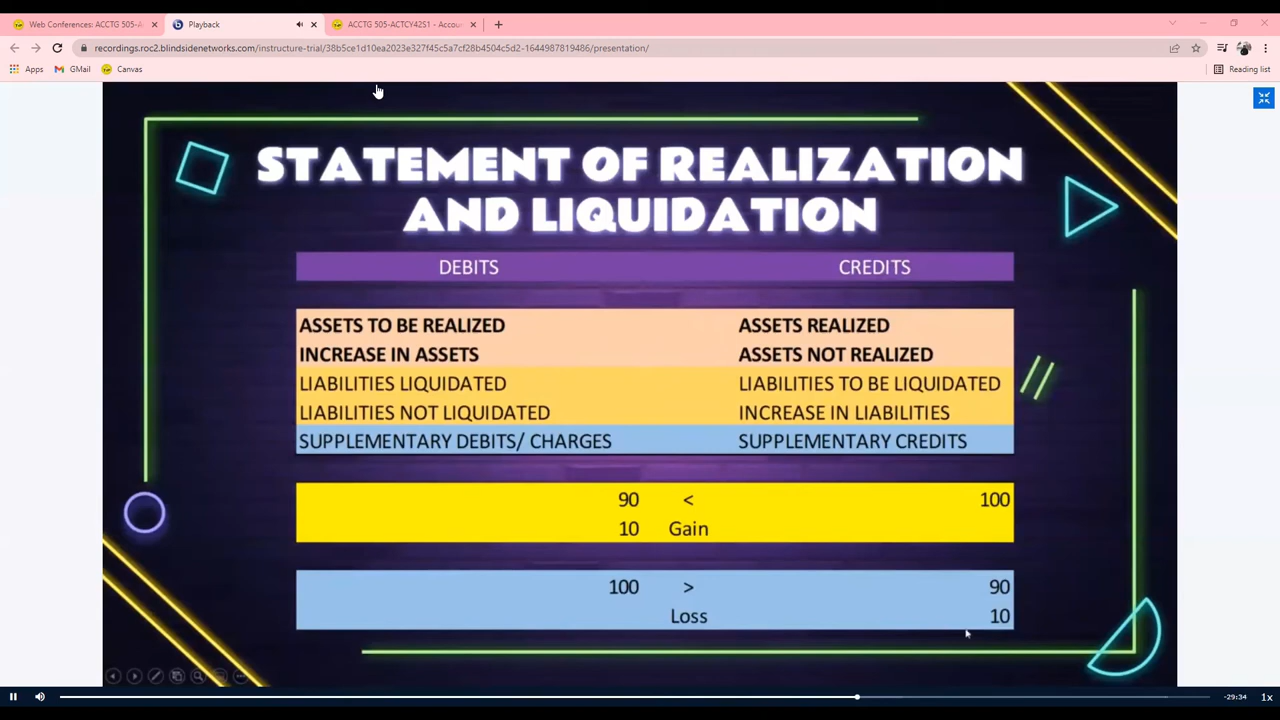 Web Conferences: ACCTG 505-A
Playback
ACCTG 505-ACTCY42S1 - Accou
recordings.roc2.blindsidenetworks.com/instructure-trial/38b5ce1d10ea2023e327f45c5a7cf28b4504c5d2-1644987819486/presentation/
Apps GMail Canvas Reading list
STATEMENT OF REALIZATION
AND LIQUIDATION
DEBITS CREDITS
ASSETS TO BE REALIZED ASSETS REALIZED
INCREASE IN ASSETS ASSETS NOT REALIZED
LIABILITIES LIQUIDATED LIABILITIES TO BE LIQUIDATED
LIABILITIES NOT LIQUIDATED INCREASE IN LIABILITIES
SUPPLEMENTARY DEBITS/ CHARGES SUPPLEMENTARY CREDITS
90 < 100
10 Gain
100 > 90
Loss 10
-29:34 1x